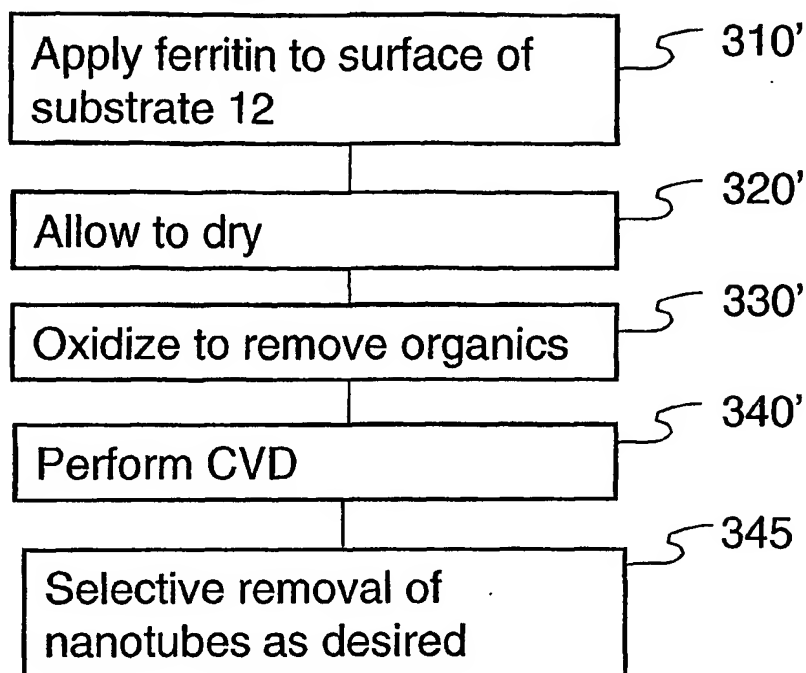 Apply ferritin to surface of
substrate 12
310’
Allow to dry
320’
Oxidize to remove organics
330’
Perform CVD
340’
Selective removal of
nanotubes as desired
345